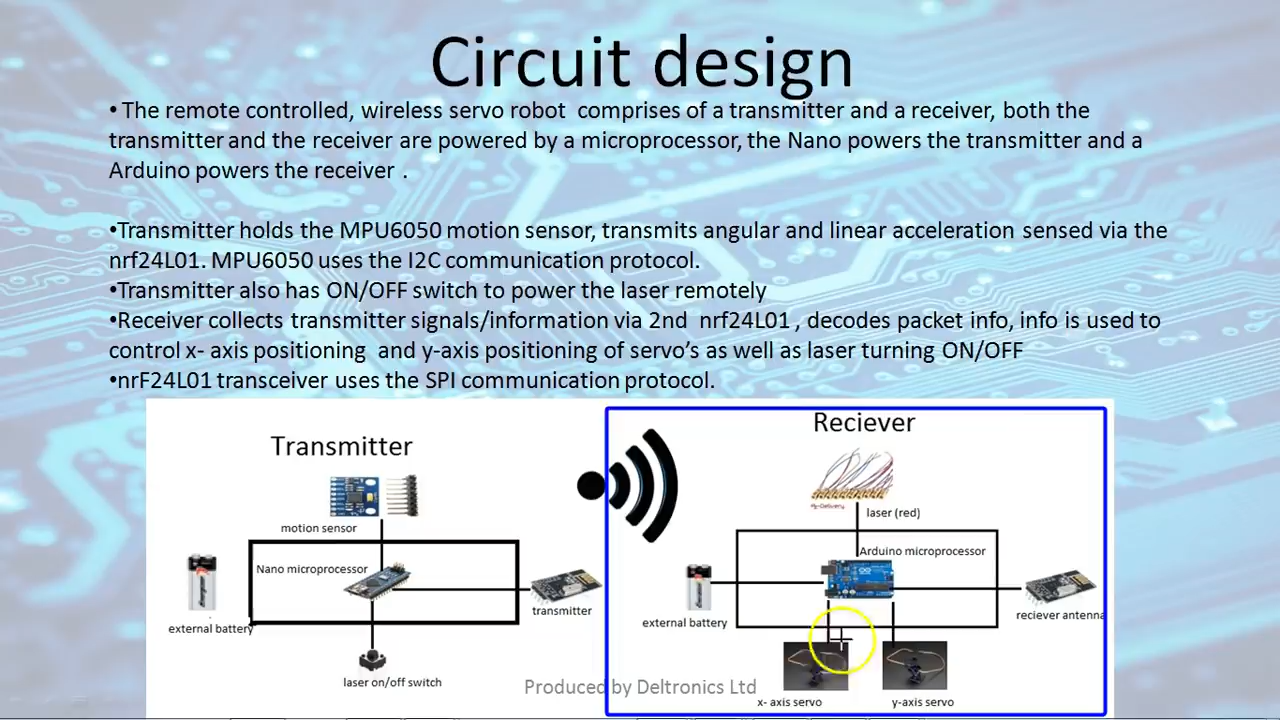 Circuit design
• The remote controlled, wireless servo robot comprises of a transmitter and a receiver, both the
transmitter and the receiver are powered by a microprocessor, the Nano powers the transmitter and a
Arduino powers the receiver .
•Transmitter holds the MPU6050 motion sensor, transmits angular and linear acceleration sensed via the
nrf24L01. MPU6050 uses the I2C communication protocol.
•Transmitter also has ON/OFF switch to power the laser remotely
•Receiver collects transmitter signals/information via 2nd nrf24L01 , decodes packet info, info is used to
control x- axis positioning and y-axis positioning of servo's as well as laser turning ON/OFF
•nrF24L01 transceiver uses the SPI communication protocol.
Transmitter
motion sensor
Nano microprocessor
external battery
transmitter
laser on/off switch
Reciever
AZ-Delivery
laser (red)
Arduino microprocessor
external battery
reciever antenna
x- axis servo
y-axis servo
Produced by Deltronics Ltd